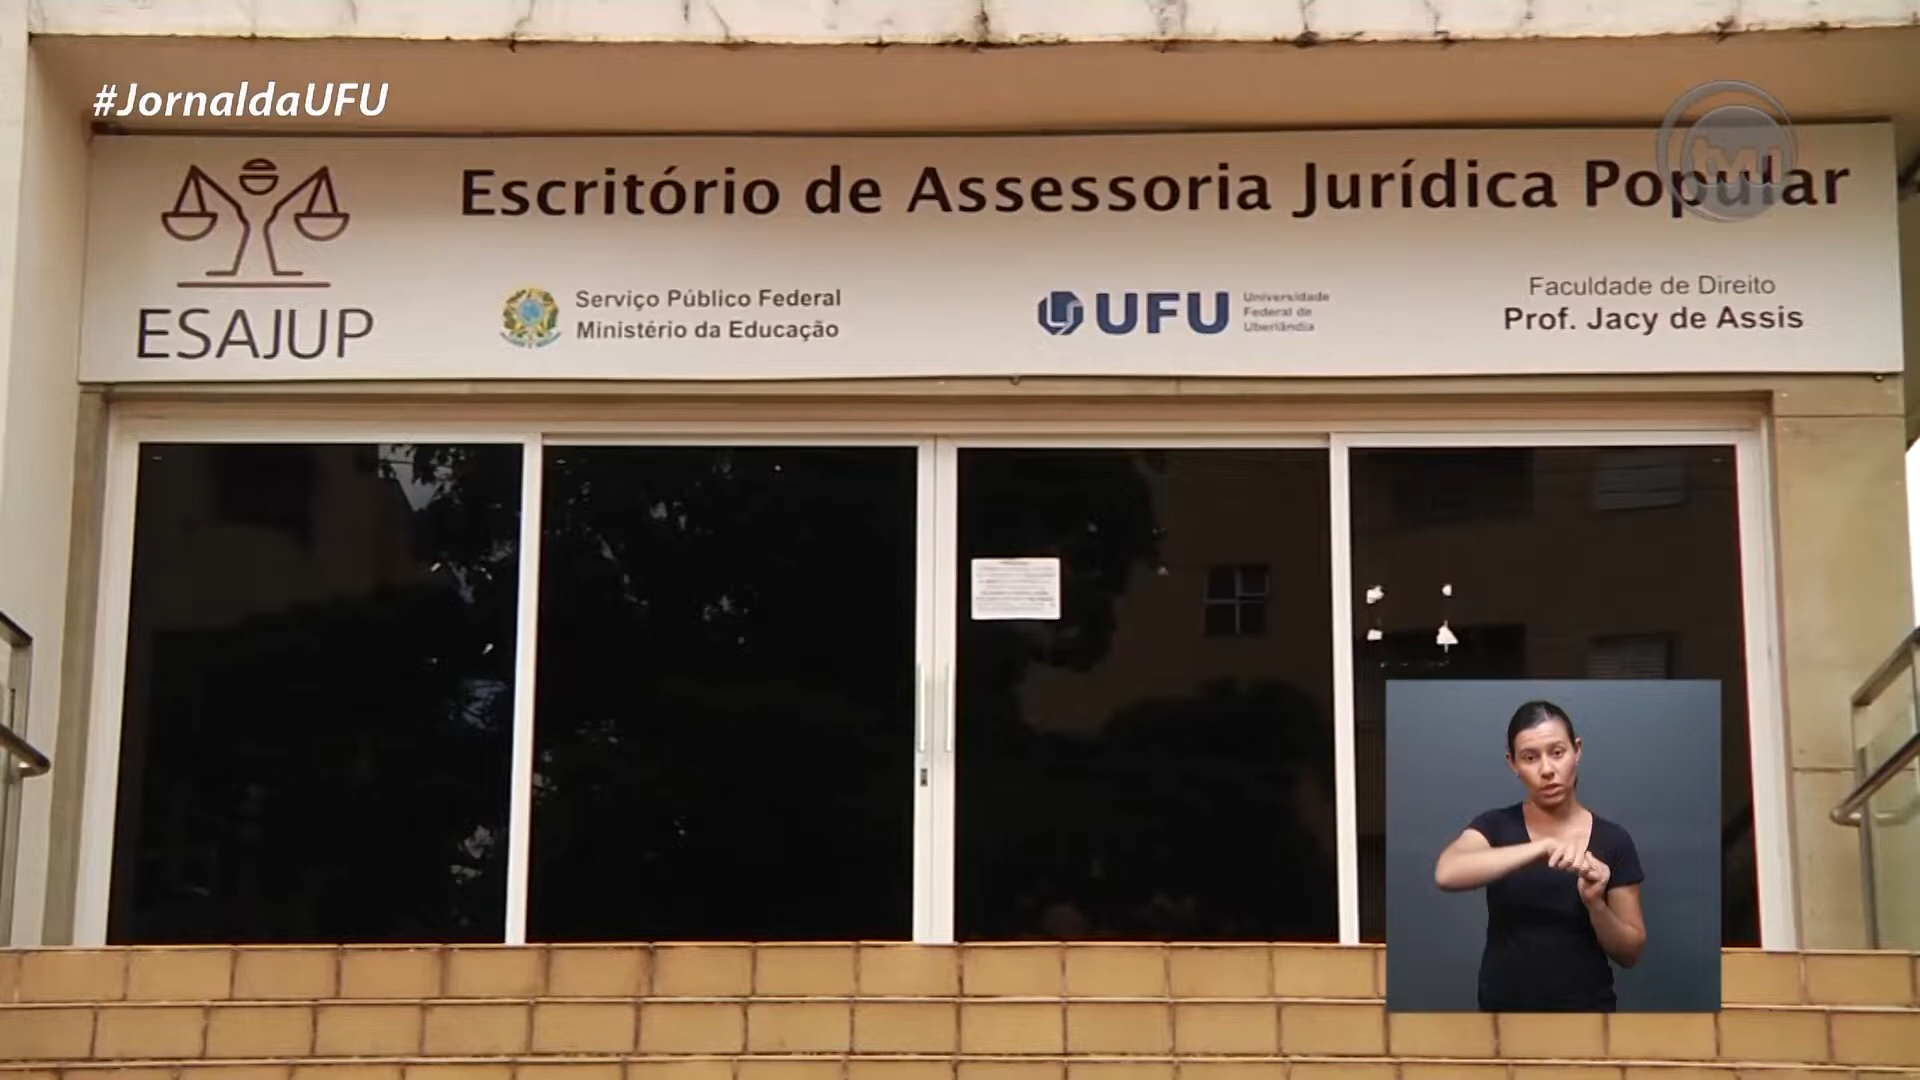 #JornaldaUFU
tvu
Escritório de Assessoria Jurídica Popular
ESAJUP
Serviço Público Federal
Ministério da Educação
UFU
Universidade
Federal de
Uberlândia
Faculdade de Direito
Prof. Jacy de Assis